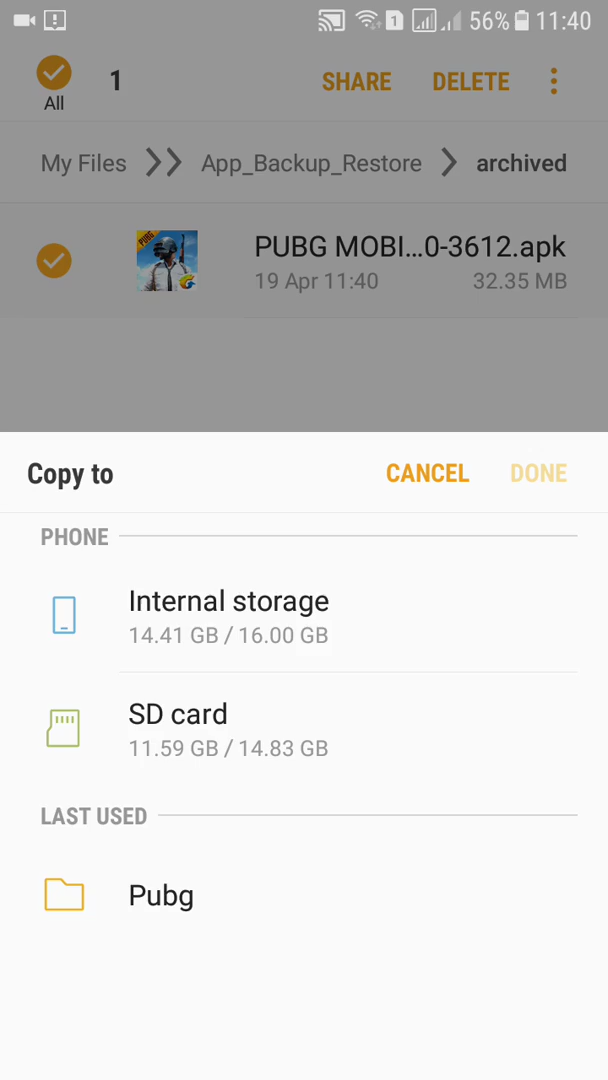 1 56% 11:40
All 1 SHARE DELETE
My Files App_Backup_Restore archived
PUBG
PUBG MOBI...0-3612.apk
19 Apr 11:40 32.35 MB
Copy to CANCEL DONE
PHONE
Internal storage
14.41 GB / 16.00 GB
SD card
11.59 GB / 14.83 GB
LAST USED
Pubg